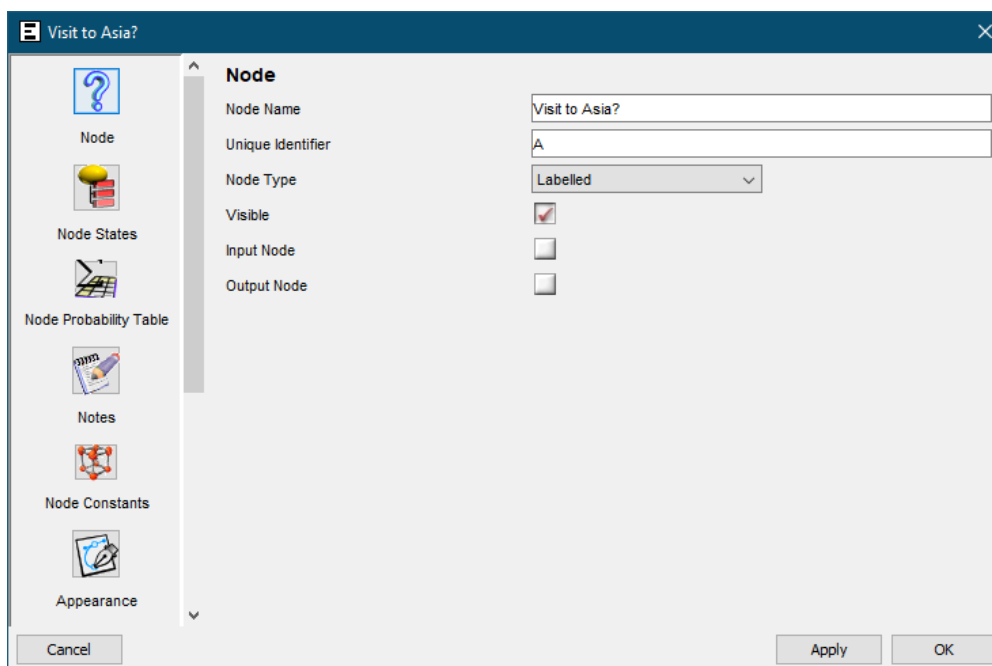 Visit to Asia?
Node
Node States
Node Probability Table
Notes
Node Constants
Appearance
Node
Node Name Visit to Asia?
Unique Identifier A
Node Type Labelled
Visible
Input Node
Output Node
Cancel Apply OK